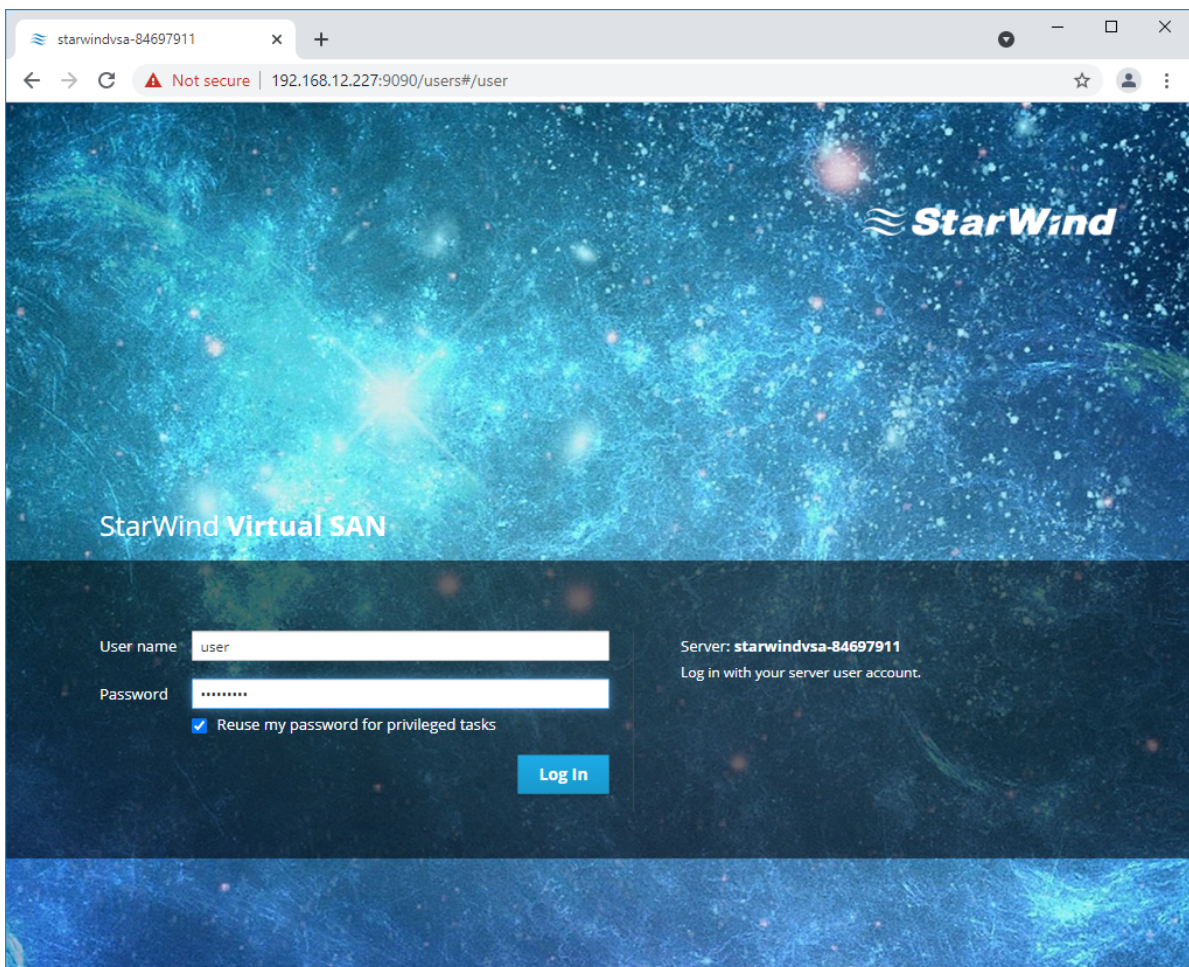 starwindvsa-84697911
Not secure | 192.168.12.227:9090/users#/user
StarWind
StarWind Virtual SAN
User name user
Password •••••••••
Reuse my password for privileged tasks
Log In
Server: starwindvsa-84697911
Log in with your server user account.